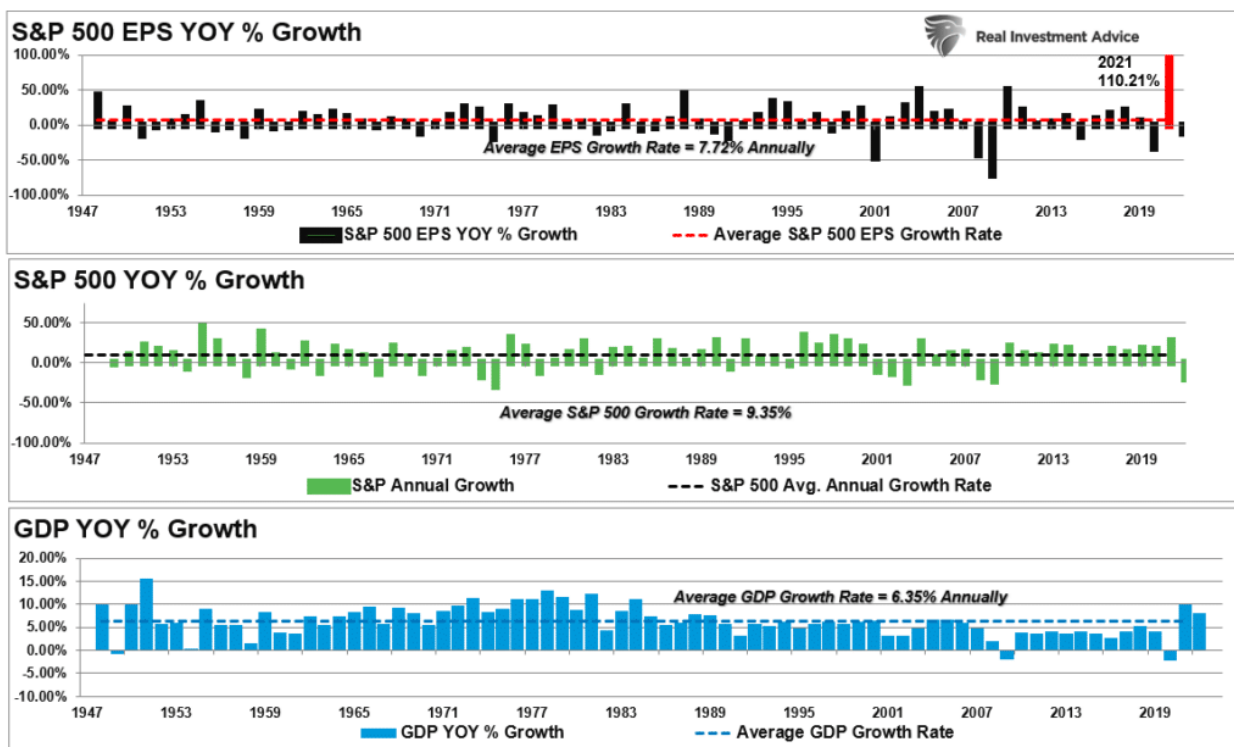 S&P 500 EPS YOY % Growth
Real Investment Advice
100.00%
2021
110.21%
50.00%
0.00%
Average EPS Growth Rate = 7.72% Annually
-50.00%
-100.00%
1947 1953 1959 1965 1971 1977 1983 1989 1995 2001 2007 2013 2019
S&P 500 EPS YOY % Growth Average S&P 500 EPS Growth Rate
S&P 500 YOY % Growth
50.00%
0.00%
-50.00%
Average S&P 500 Growth Rate = 9.35%
-100.00%
1947 1953 1959 1965 1971 1977 1983 1989 1995 2001 2007 2013 2019
S&P Annual Growth S&P 500 Avg. Annual Growth Rate
GDP YOY % Growth
20.00%
15.00%
Average GDP Growth Rate = 6.35% Annually
10.00%
5.00%
0.00%
-5.00%
-10.00%
1947 1953 1959 1965 1971 1977 1983 1989 1995 2001 2007 2013 2019
GDP YOY % Growth Average GDP Growth Rate